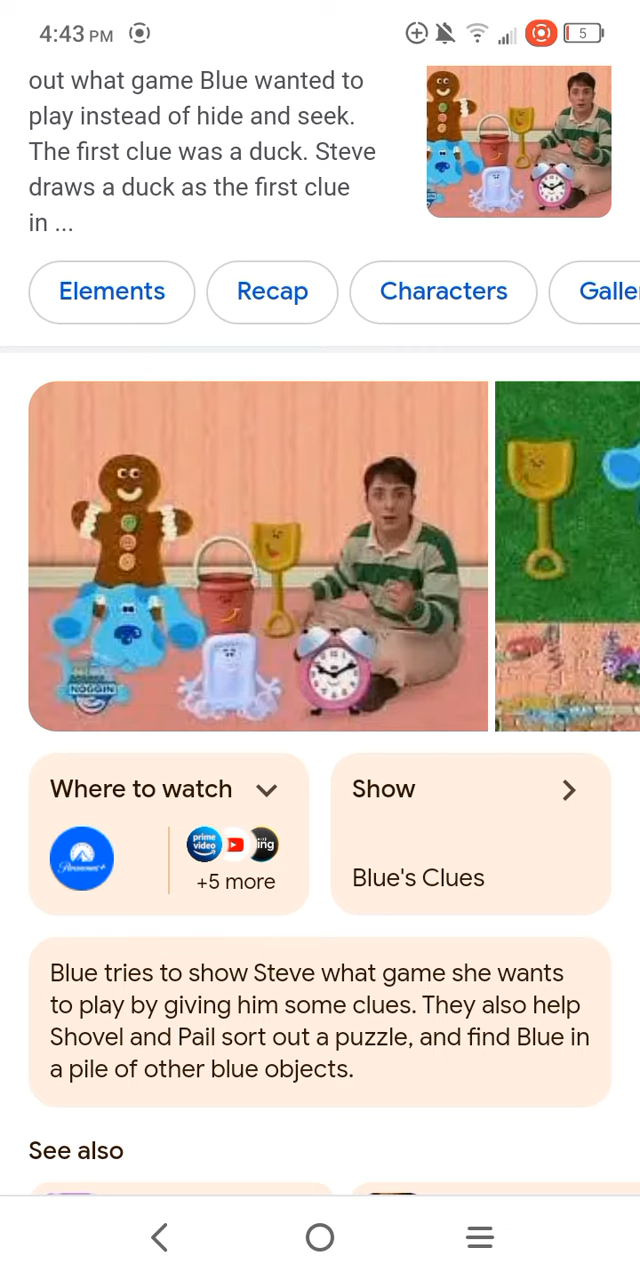 4:43 PM
5
out what game Blue wanted to
play instead of hide and seek.
The first clue was a duck. Steve
draws a duck as the first clue
in ...
Elements
Recap
Characters
Galle
NOGGIN
Where to watch
Show
Paramount+
prime
video
ing
+5 more
Blue's Clues
Blue tries to show Steve what game she wants
to play by giving him some clues. They also help
Shovel and Pail sort out a puzzle, and find Blue in
a pile of other blue objects.
See also